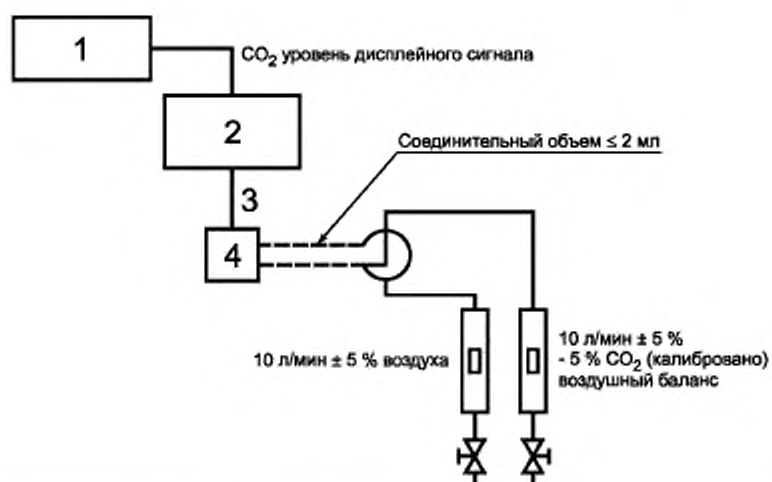 1
CO₂ уровень дисплейного сигнала
2
Соединительный объем ≤ 2 мл
3
4
10 л/мин ± 5 % воздуха
10 л/мин ± 5 %
- 5 % CO₂ (калибровано)
воздушный баланс